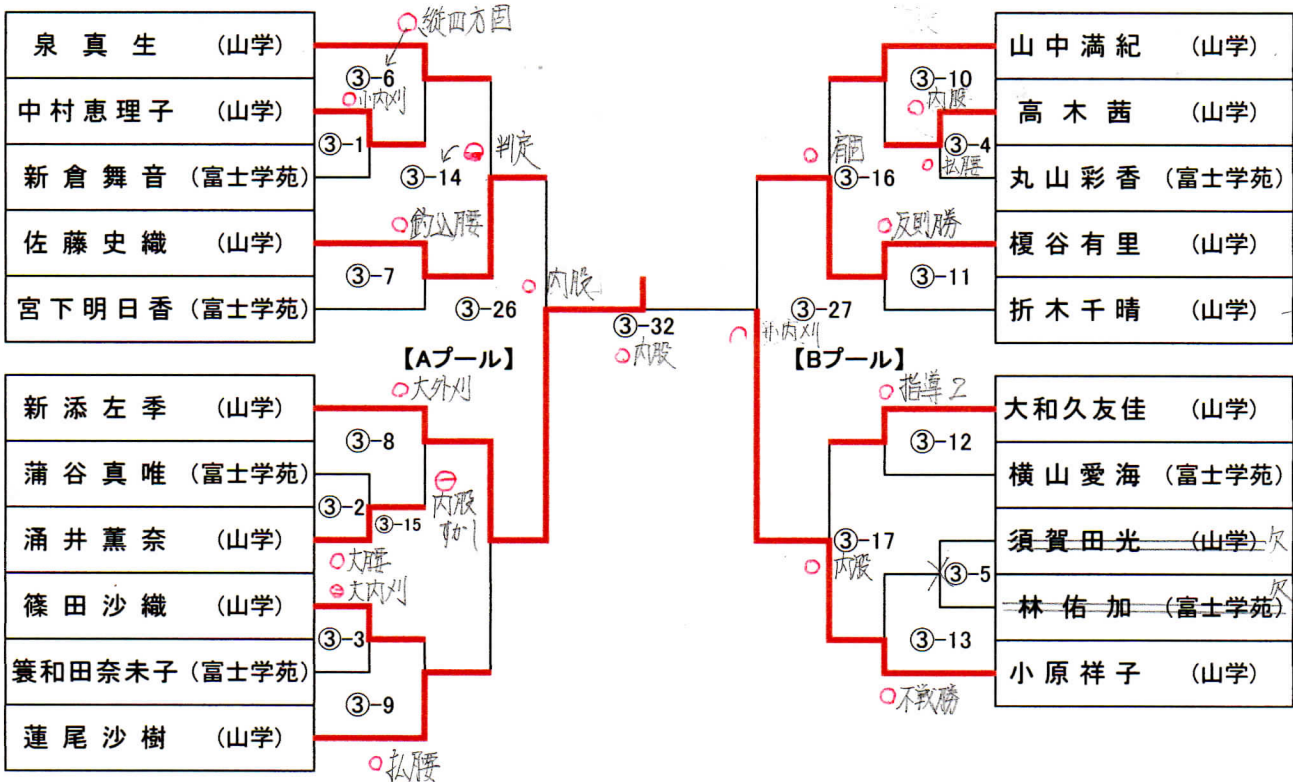 泉真生 (山学)
中村恵理子 (山学)
新倉舞音 (富士学苑)
佐藤史織 (山学)
宮下明日香 (富士学苑)
新添左季 (山学)
蒲谷真唯 (富士学苑)
涌井薫奈 (山学)
篠田沙織 (山学)
簑和田奈未子 (富士学苑)
蓮尾沙樹 (山学)
縦四方固
③-6
小内刈
③-1
③-14
判定
釣込腰
③-7
③-26
内股
【Aプール】
大外刈
③-8
③-2
③-15
内股
すかし
大腰
大内刈
③-3
③-9
払腰
③-32
内股
③-10
内股
③-4
払腰
肩固
③-16
反則勝
③-11
③-27
小内刈
【Bプール】
指導2
③-12
③-17
内股
③-5
③-13
不戦勝
山中満紀 (山学)
高木茜 (山学)
丸山彩香 (富士学苑)
榎谷有里 (山学)
折木千晴 (山学)
大和久友佳 (山学)
横山愛海 (富士学苑)
須賀田光 (山学) 欠
林佑加 (富士学苑) 欠
小原祥子 (山学)